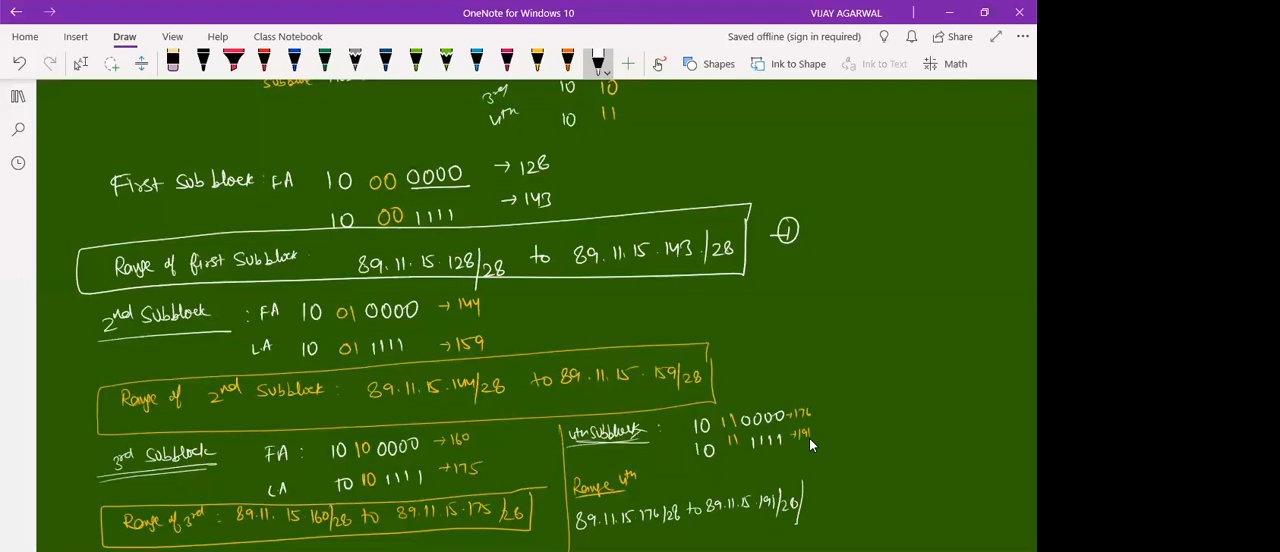 OneNote for Windows 10
VIJAY AGARWAL
Home Insert Draw View Help Class Notebook
Saved offline (sign in required) Share
Shapes Ink to Shape Ink to Text Math
3rd 10 10
4th 10 11
First Subblock: FA 10 00 0000 → 128
10 00 1111 → 143
Range of first Subblock. 89.11.15.128/28 to 89.11.15.143./28 1
2nd Subblock : FA 10 01 0000 → 144
LA 10 01 1111 → 159
Range of 2nd Subblock: 89.11.15.144/28 to 89.11.15.159/28
3rd Subblock FA: 10 10 0000 → 160
LA 10 10 1111 → 175
Range of 3rd: 89.11.15.160/28 to 89.11.15.175/28
4th Subblock : 10 11 0000 → 176
10 11 1111 → 191
Range 4th
89.11.15.176/28 to 89.11.15.191/28